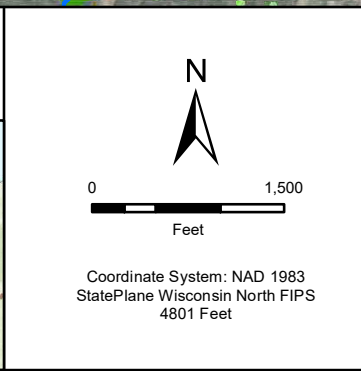 N
0 1,500
Feet
Coordinate System: NAD 1983
StatePlane Wisconsin North FIPS
4801 Feet